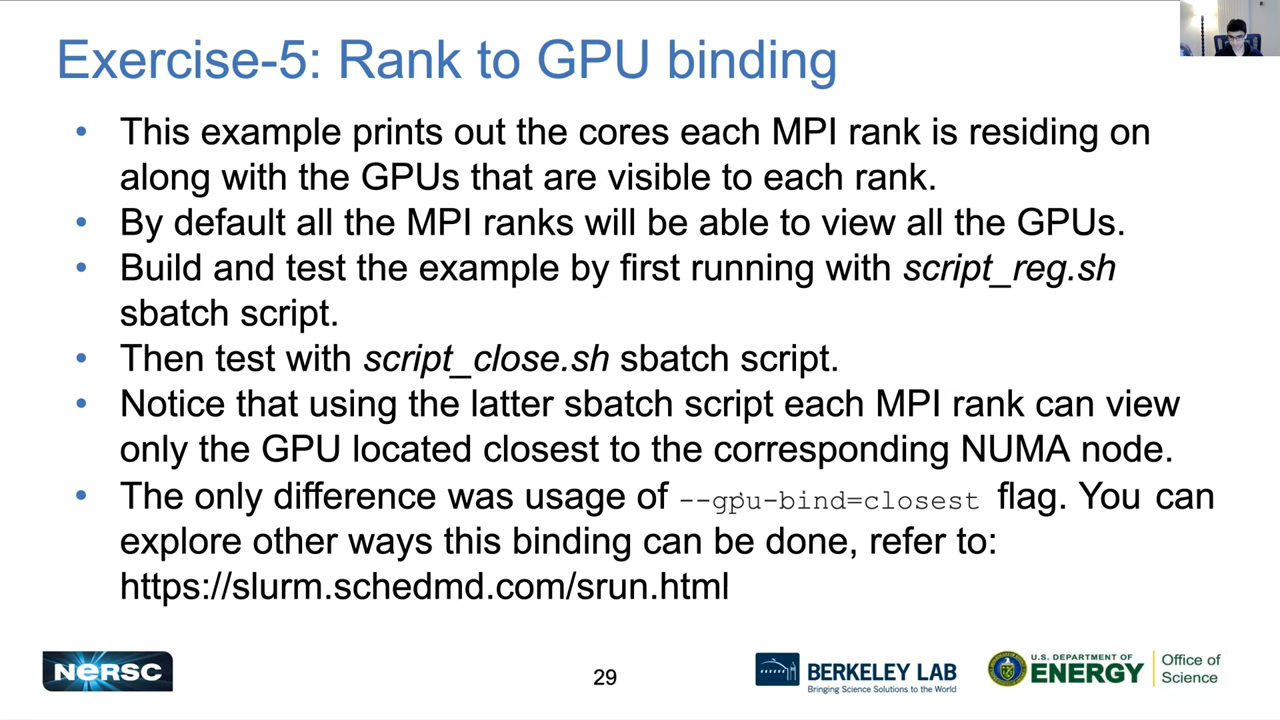 Exercise-5: Rank to GPU binding
• This example prints out the cores each MPI rank is residing on
along with the GPUs that are visible to each rank.
• By default all the MPI ranks will be able to view all the GPUs.
• Build and test the example by first running with script_reg.sh
sbatch script.
• Then test with script_close.sh sbatch script.
• Notice that using the latter sbatch script each MPI rank can view
only the GPU located closest to the corresponding NUMA node.
• The only difference was usage of --gpu-bind=closest flag. You can
explore other ways this binding can be done, refer to:
https://slurm.schedmd.com/srun.html
NERSC
29
BERKELEY LAB
Bringing Science Solutions to the World
U.S. DEPARTMENT OF
ENERGY
Office of
Science